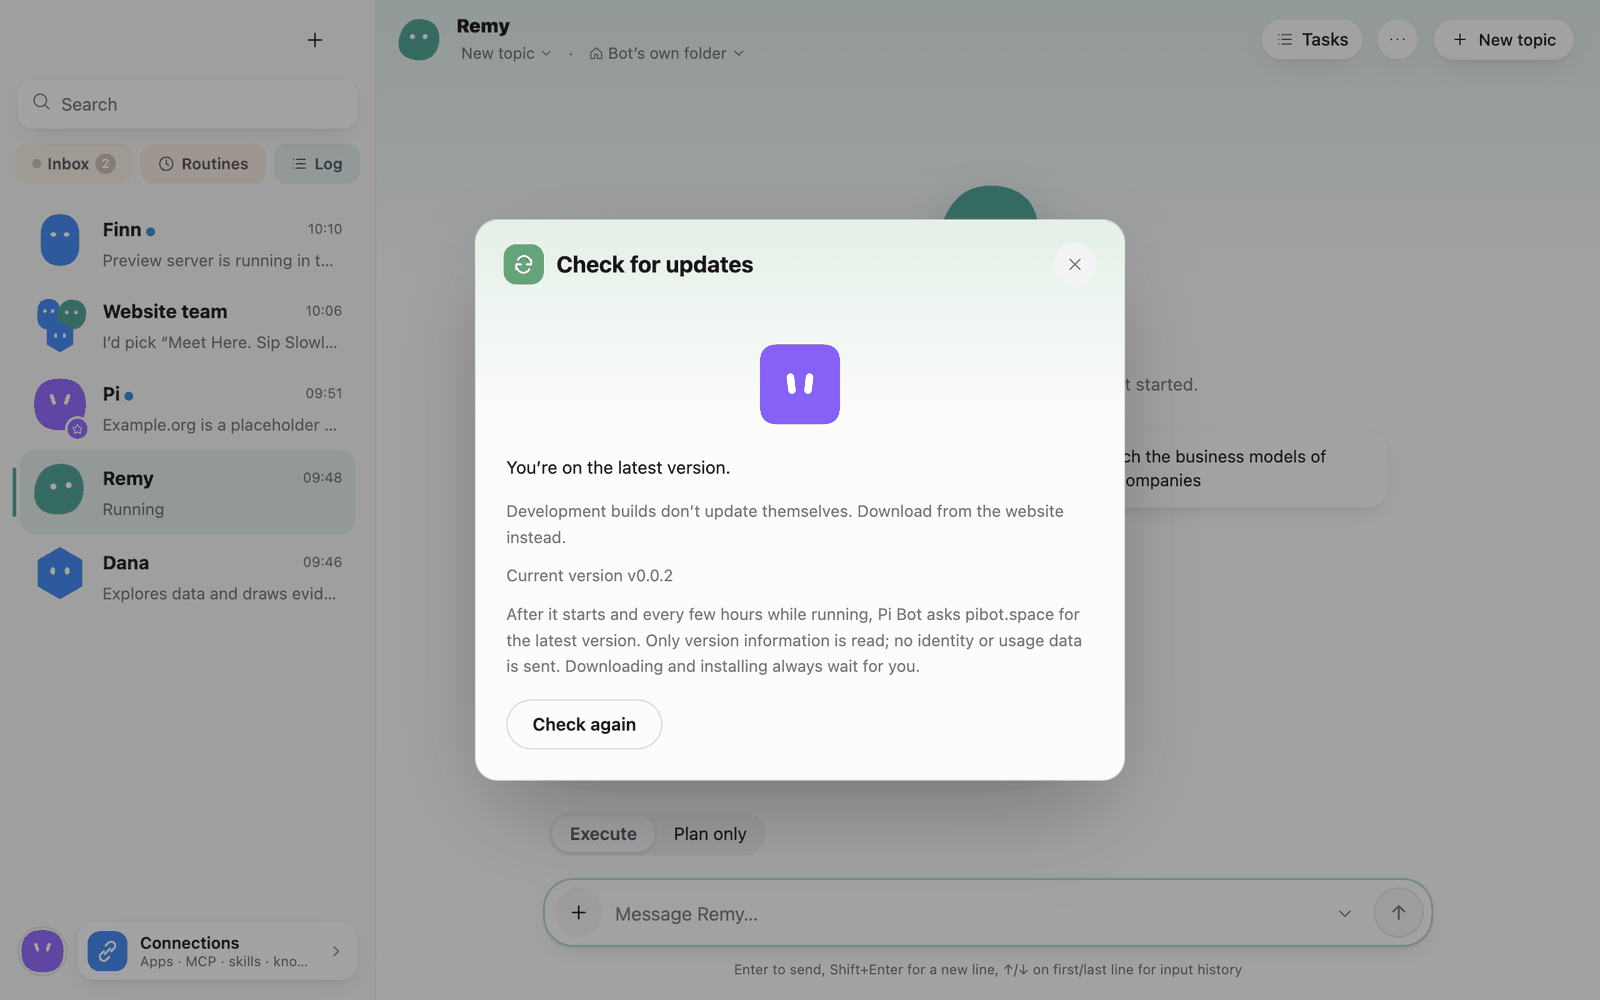 Search
Inbox 2
Routines
Log
Finn
10:10
Preview server is running in t...
Website team
10:06
I'd pick “Meet Here. Sip Slowl...
Pi
09:51
Example.org is a placeholder ...
Remy
09:48
Running
Dana
09:46
Explores data and draws evid...
Connections
Apps · MCP · skills · kno...
Remy
New topic · Bot's own folder
Tasks
...
+ New topic
t started.
ch the business models of
ompanies
Check for updates
You’re on the latest version.
Development builds don’t update themselves. Download from the website
instead.
Current version v0.0.2
After it starts and every few hours while running, Pi Bot asks pibot.space for
the latest version. Only version information is read; no identity or usage data
is sent. Downloading and installing always wait for you.
Check again
Execute
Plan only
Message Remy...
Enter to send, Shift+Enter for a new line, ↑/↓ on first/last line for input history